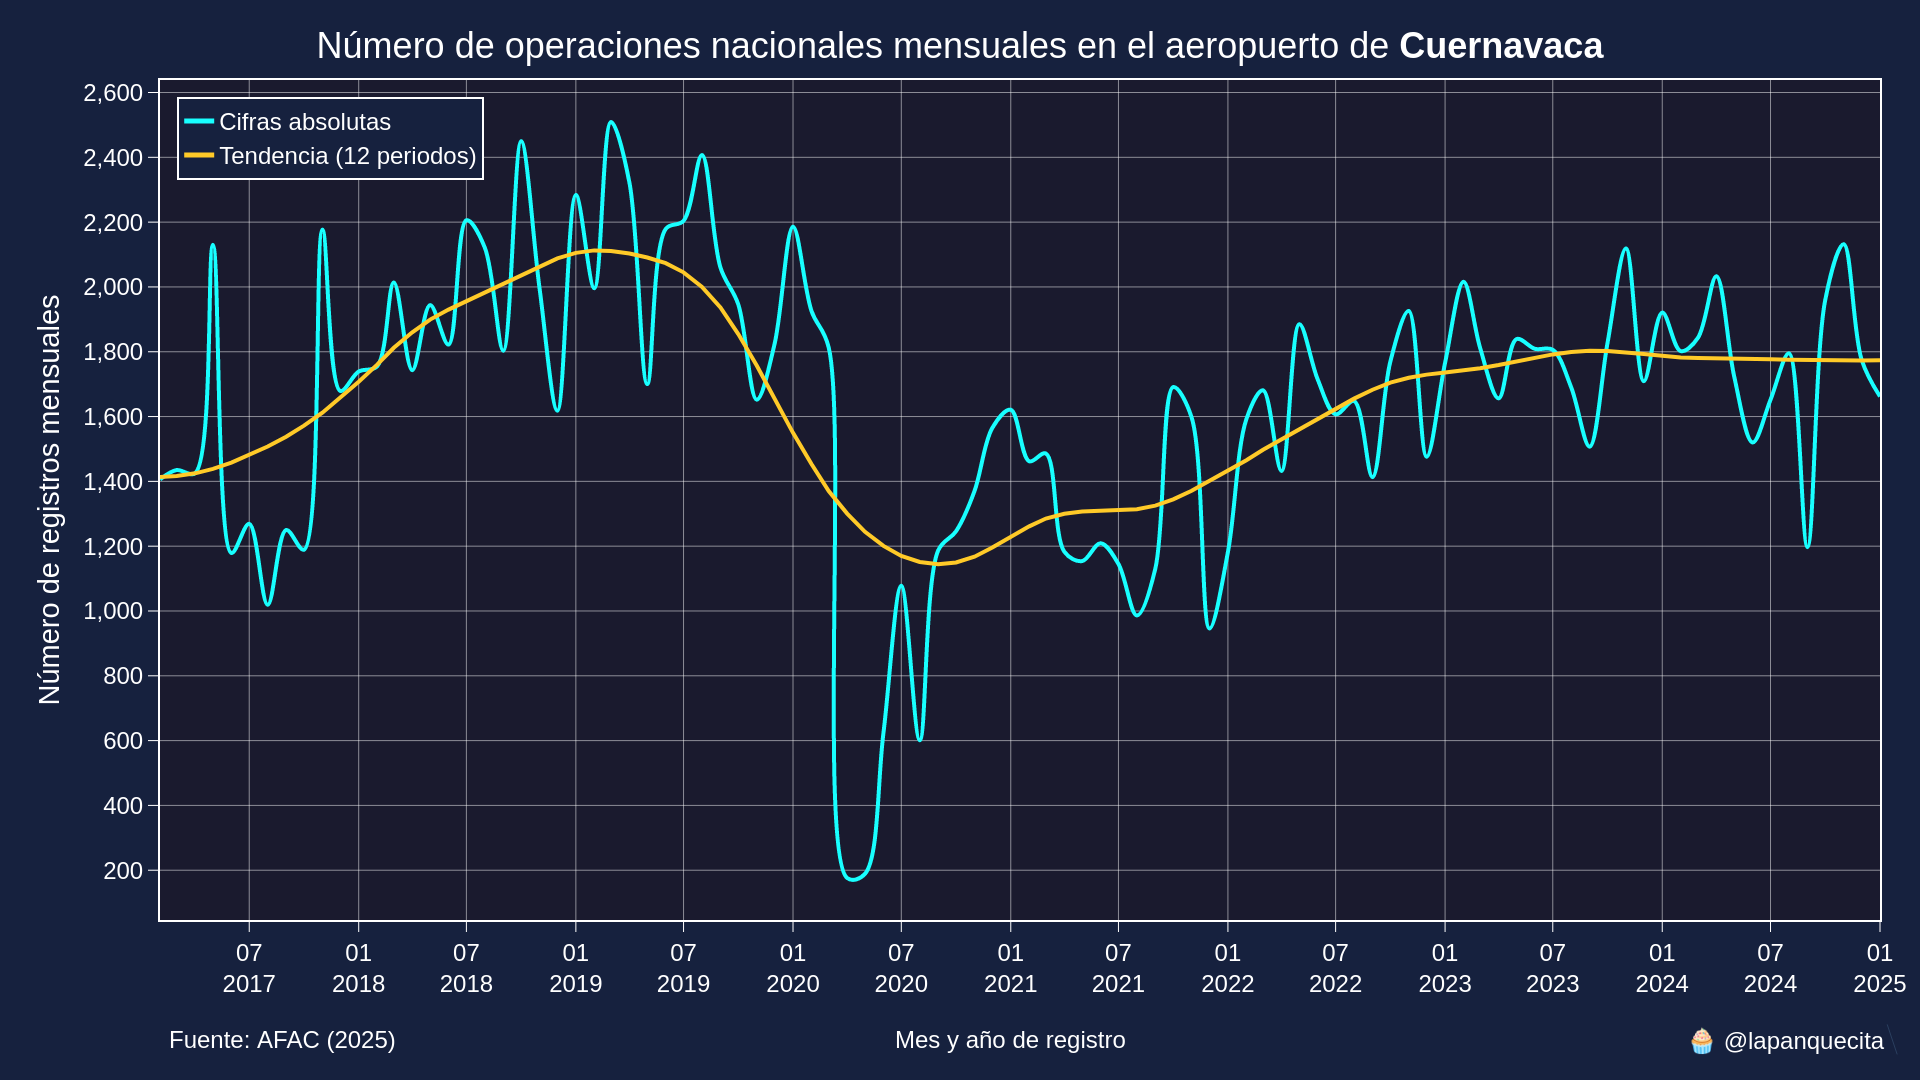 Número de operaciones nacionales mensuales en el aeropuerto de Cuernavaca
Cifras absolutas
Tendencia (12 periodos)
Número de registros mensuales
2,600
2,400
2,200
2,000
1,800
1,600
1,400
1,200
1,000
800
600
400
200
07 01 07 01 07 01 07 01 07 01 07 01 07 01 07 01
2017 2018 2018 2019 2019 2020 2020 2021 2021 2022 2022 2023 2023 2024 2024 2025
Fuente: AFAC (2025)
Mes y año de registro
🧁 @lapanquecita